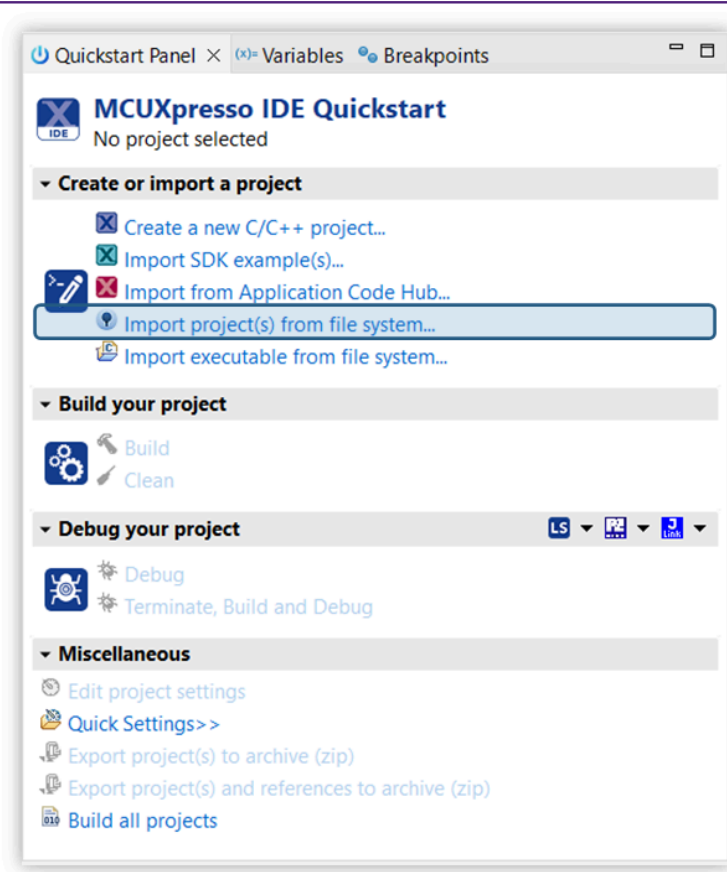 Quickstart Panel (x)= Variables Breakpoints
IDE
MCUXpresso IDE Quickstart
No project selected
Create or import a project
Create a new C/C++ project...
Import SDK example(s)...
Import from Application Code Hub...
Import project(s) from file system...
Import executable from file system...
Build your project
Build
Clean
Debug your project LS PE Link
Debug
Terminate, Build and Debug
Miscellaneous
Edit project settings
Quick Settings>>
Export project(s) to archive (zip)
Export project(s) and references to archive (zip)
010 Build all projects